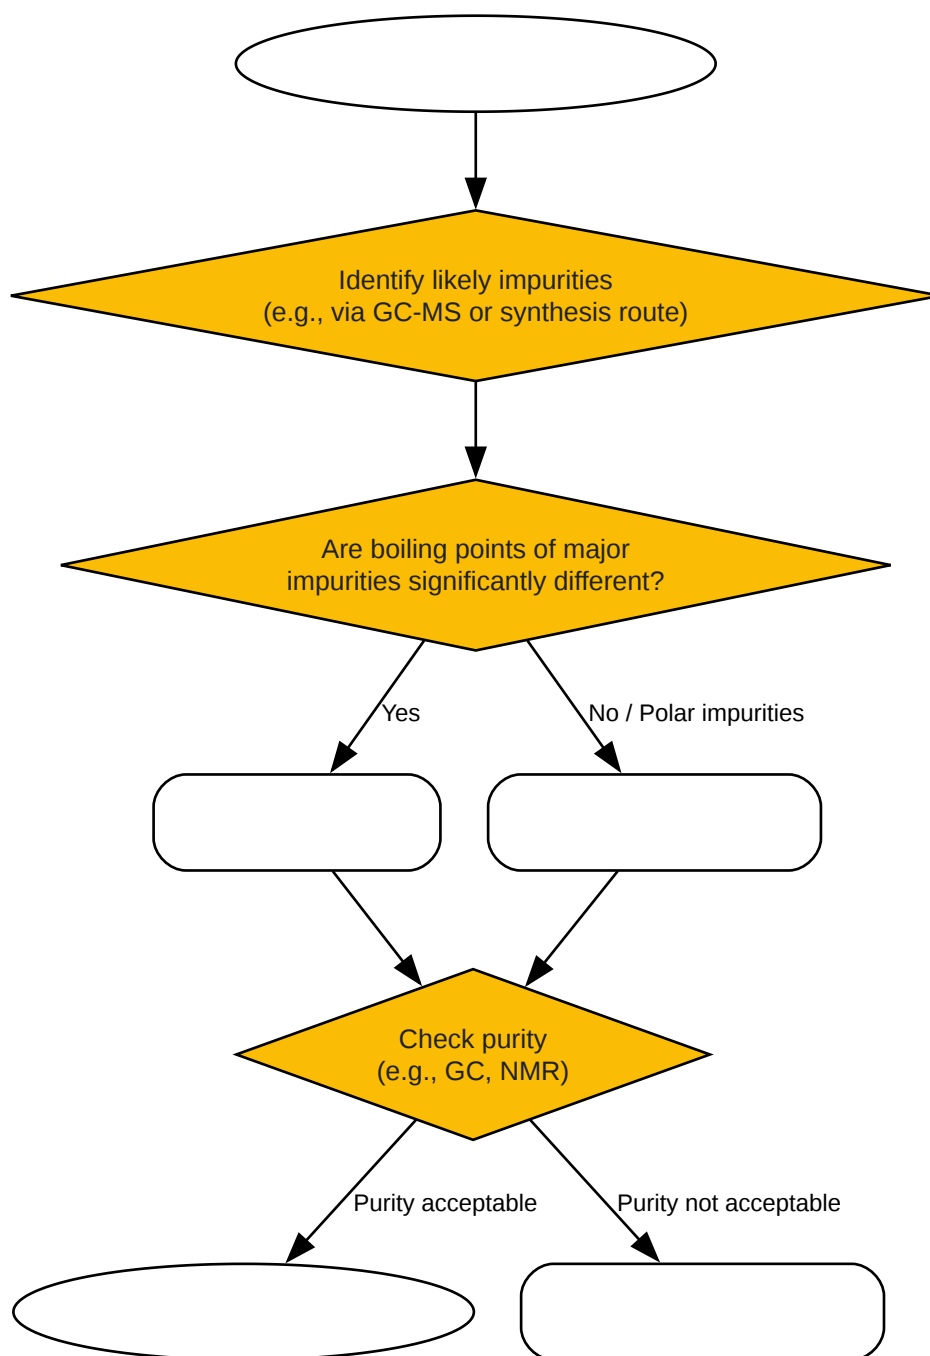 Identify likely impurities
(e.g., via GC-MS or synthesis route)
Are boiling points of major
impurities significantly different?
Yes
No / Polar impurities
Check purity
(e.g., GC, NMR)
Purity acceptable
Purity not acceptable